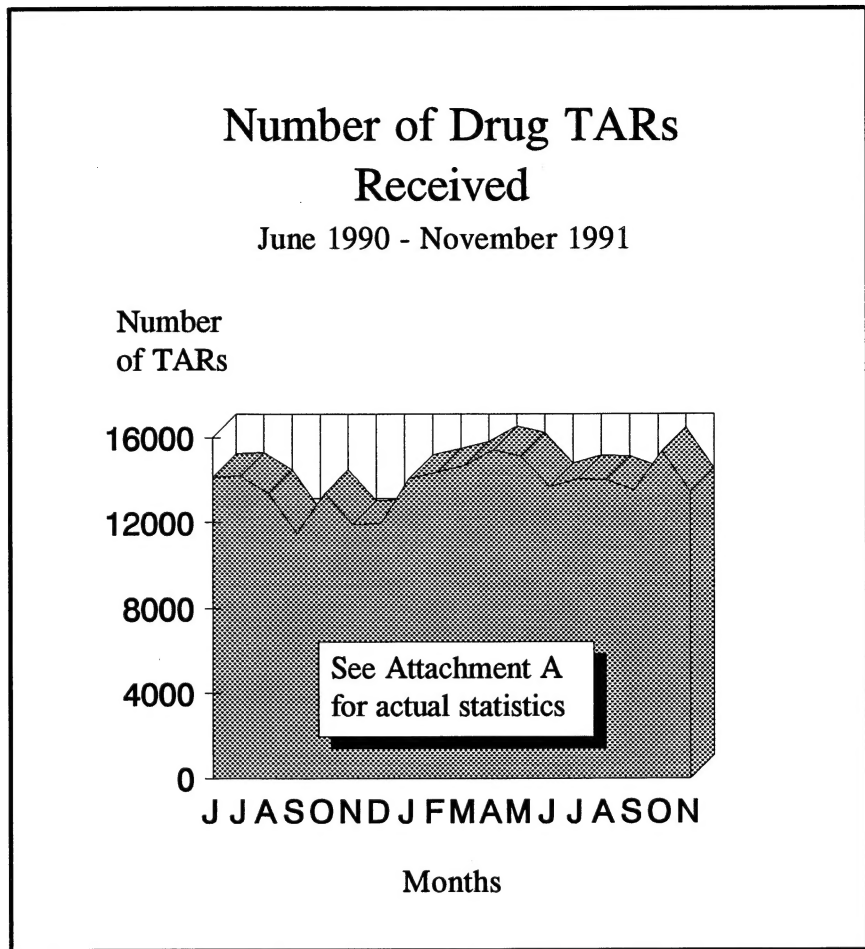 Number of Drug TARs
Received
June 1990 - November 1991
Number
of TARs
16000
12000
8000
4000
0
See Attachment A
for actual statistics
J J A S O N D J F M A M J J A S O N
Months